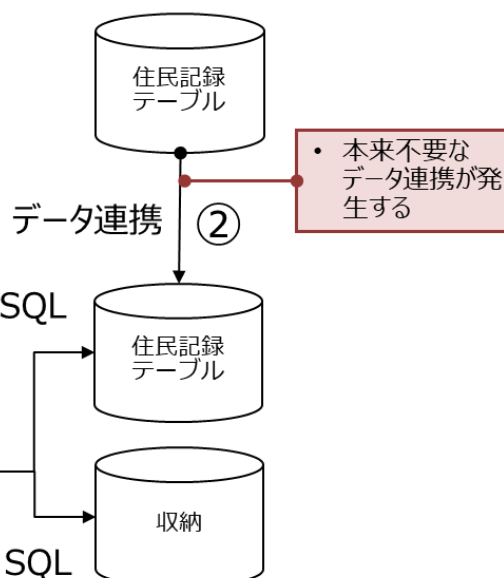 住民記録
テーブル
• 本来不要な
データ連携が発
生する
データ連携 ②
SQL
住民記録
テーブル
収納
SQL